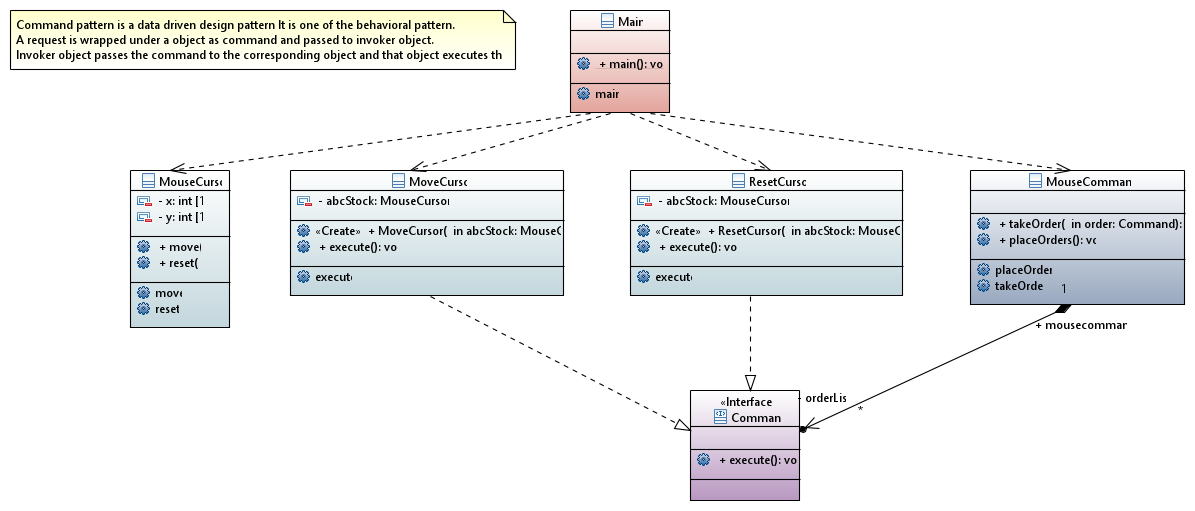 Command pattern is a data driven design pattern It is one of the behavioral pattern.
A request is wrapped under a object as command and passed to invoker object.
Invoker object passes the command to the corresponding object and that object executes th
Main
+ main(): vo
main
MouseCurso
- x: int [1
- y: int [1
+ move(
+ reset(
move
reset
MoveCurso
- abcStock: MouseCursor
«Create» + MoveCursor( in abcStock: MouseC
+ execute(): vo
execute
ResetCurso
- abcStock: MouseCursor
«Create» + ResetCursor( in abcStock: MouseC
+ execute(): vo
execute
MouseComman
+ takeOrder( in order: Command):
+ placeOrders(): vo
placeOrder
takeOrde
1
+ mousecomman
- orderLis
*
«Interface
Comman
+ execute(): vo